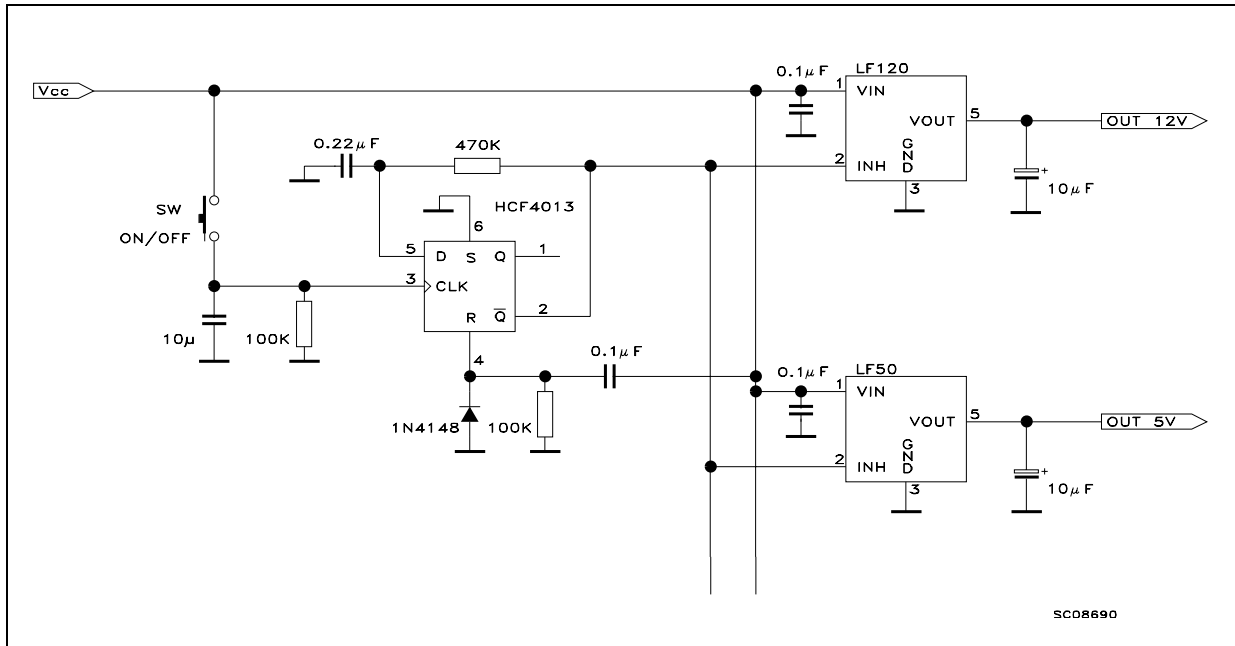 LF120
0.1μF
Vcc
1
VIN
VOUT
5
OUT 12V
0.22μF
470K
GND
2
INH
3
10μF
+
SW
ON/OFF
HCF4013
6
5
D
S
Q
1
3
CLK
R
Q̅
2
10μ
100K
4
0.1μF
1N4148
100K
LF50
0.1μF
1
VIN
VOUT
5
OUT 5V
GND
2
INH
3
10μF
+
SC08690